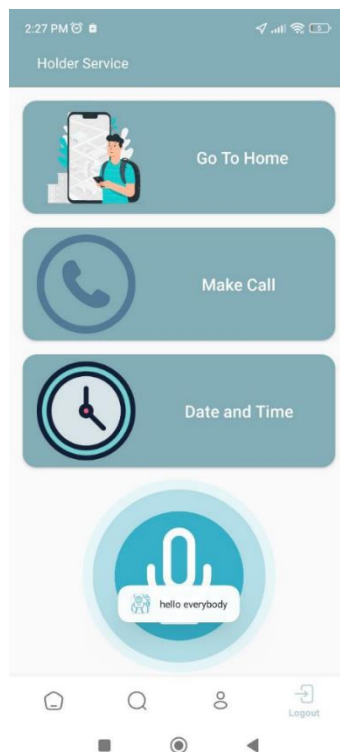 2:27 PM
Holder Service
Go To Home
Make Call
Date and Time
hello everybody
Logout